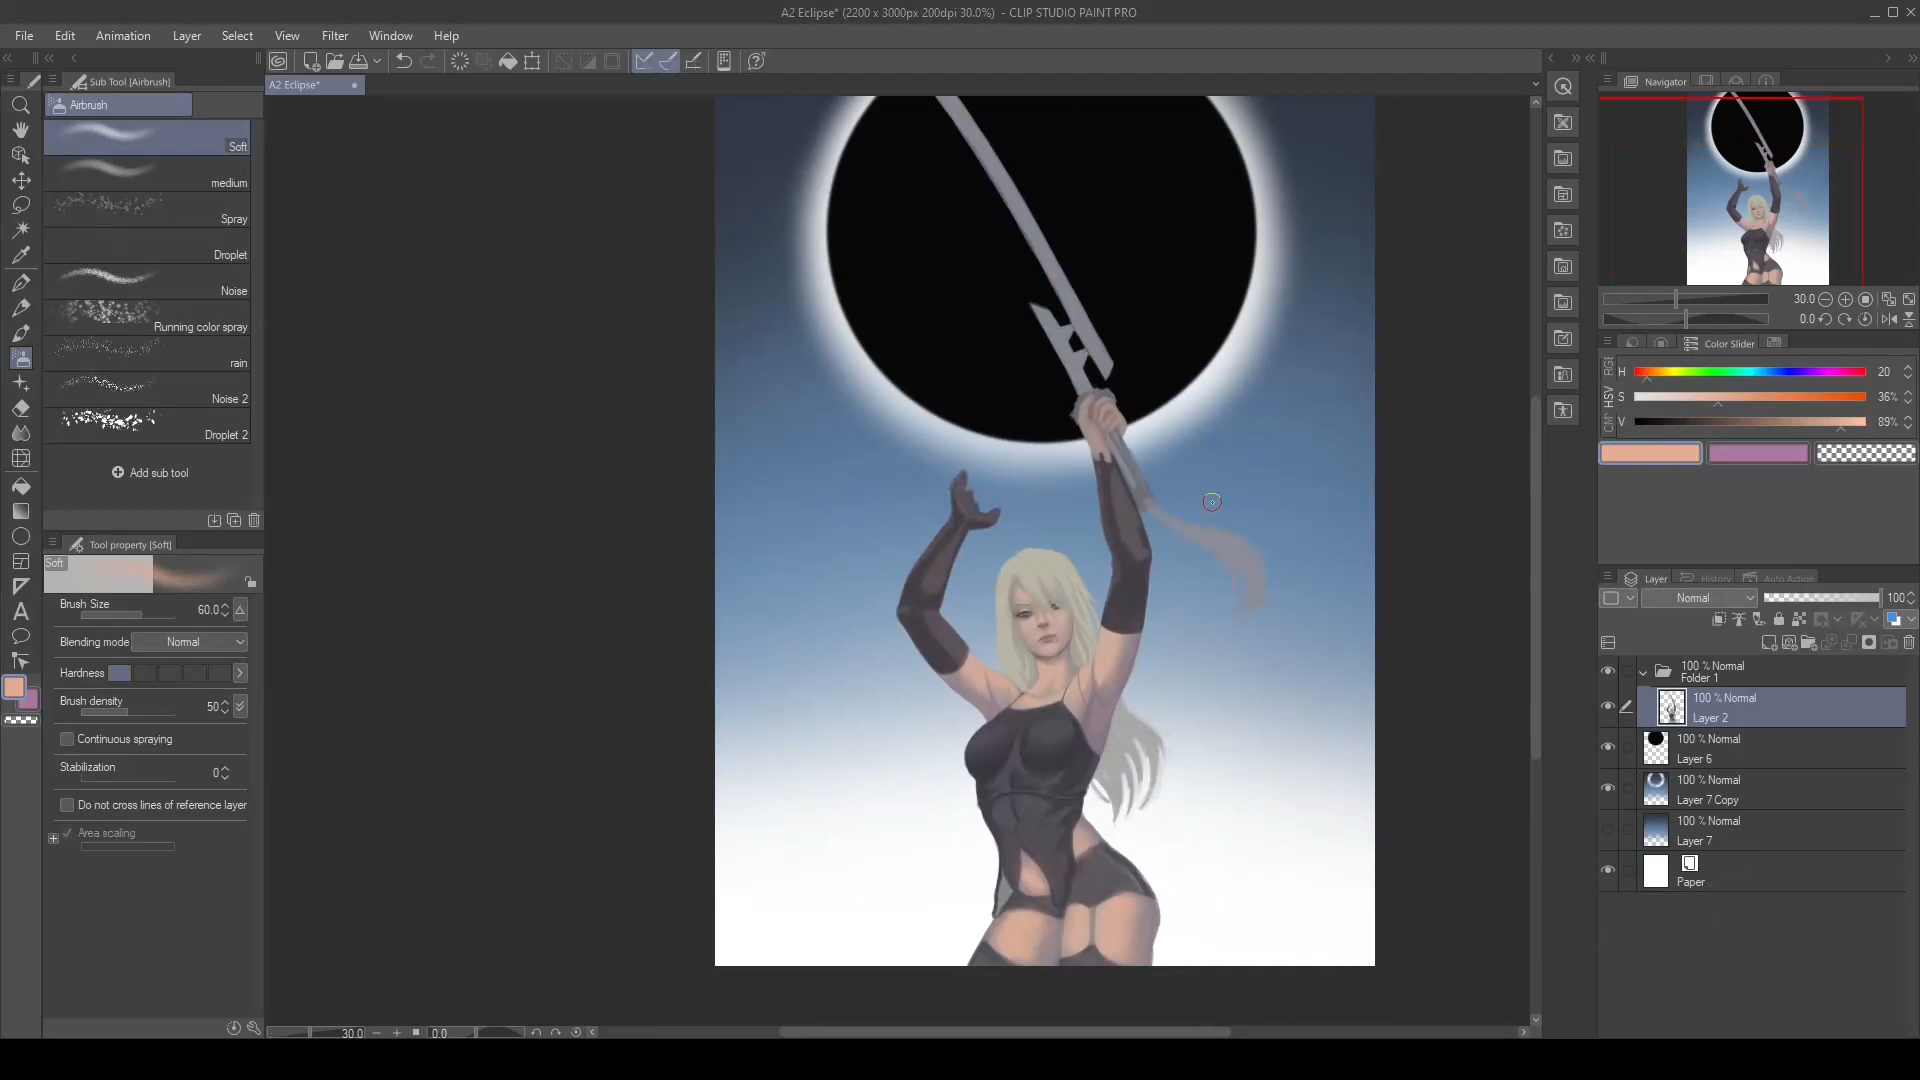 A2 Eclipse* (2200 x 3000px 200dpi 30.0%) - CLIP STUDIO PAINT PRO
File Edit Animation Layer Select View Filter Window Help
Sub Tool [Airbrush]
Airbrush
Soft
medium
Spray
Droplet
Noise
Running color spray
rain
Noise 2
Droplet 2
Add sub tool
Tool property [Soft]
Soft
Brush Size 60.0
Blending mode Normal
Hardness
Brush density 50
Continuous spraying
Stabilization 0
Do not cross lines of reference layer
Area scaling
A2 Eclipse*
30.0 0.0
Navigator
30.0
0.0
Color Slider
HSV
H 20
S 36%
V 89%
Layer History Auto Action
Normal 100
100 % Normal
Folder 1
100 % Normal
Layer 2
100 % Normal
Layer 6
100 % Normal
Layer 7 Copy
100 % Normal
Layer 7
Paper